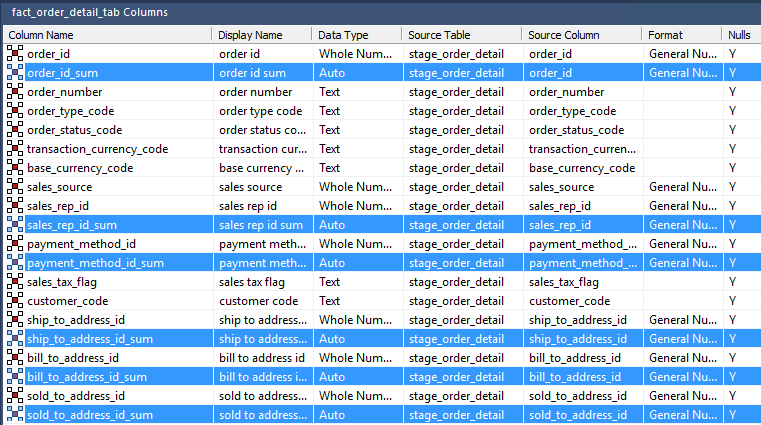 fact_order_detail_tab Columns
Column Name Display Name Data Type Source Table Source Column Format Nulls
order_id order id Whole Num... stage_order_detail order_id General Nu... Y
order_id_sum order id sum Auto stage_order_detail order_id General Nu... Y
order_number order number Text stage_order_detail order_number Y
order_type_code order type code Text stage_order_detail order_type_code Y
order_status_code order status co... Text stage_order_detail order_status_code Y
transaction_currency_code transaction cur... Text stage_order_detail transaction_curren... Y
base_currency_code base currency ... Text stage_order_detail base_currency_code Y
sales_source sales source Whole Num... stage_order_detail sales_source General Nu... Y
sales_rep_id sales rep id Whole Num... stage_order_detail sales_rep_id General Nu... Y
sales_rep_id_sum sales rep id sum Auto stage_order_detail sales_rep_id General Nu... Y
payment_method_id payment meth... Whole Num... stage_order_detail payment_method_... General Nu... Y
payment_method_id_sum payment meth... Auto stage_order_detail payment_method_... General Nu... Y
sales_tax_flag sales tax flag Text stage_order_detail sales_tax_flag Y
customer_code customer code Text stage_order_detail customer_code Y
ship_to_address_id ship to address... Whole Num... stage_order_detail ship_to_address_id General Nu... Y
ship_to_address_id_sum ship to address... Auto stage_order_detail ship_to_address_id General Nu... Y
bill_to_address_id bill to address id Whole Num... stage_order_detail bill_to_address_id General Nu... Y
bill_to_address_id_sum bill to address i... Auto stage_order_detail bill_to_address_id General Nu... Y
sold_to_address_id sold to address... Whole Num... stage_order_detail sold_to_address_id General Nu... Y
sold_to_address_id_sum sold to address... Auto stage_order_detail sold_to_address_id General Nu... Y